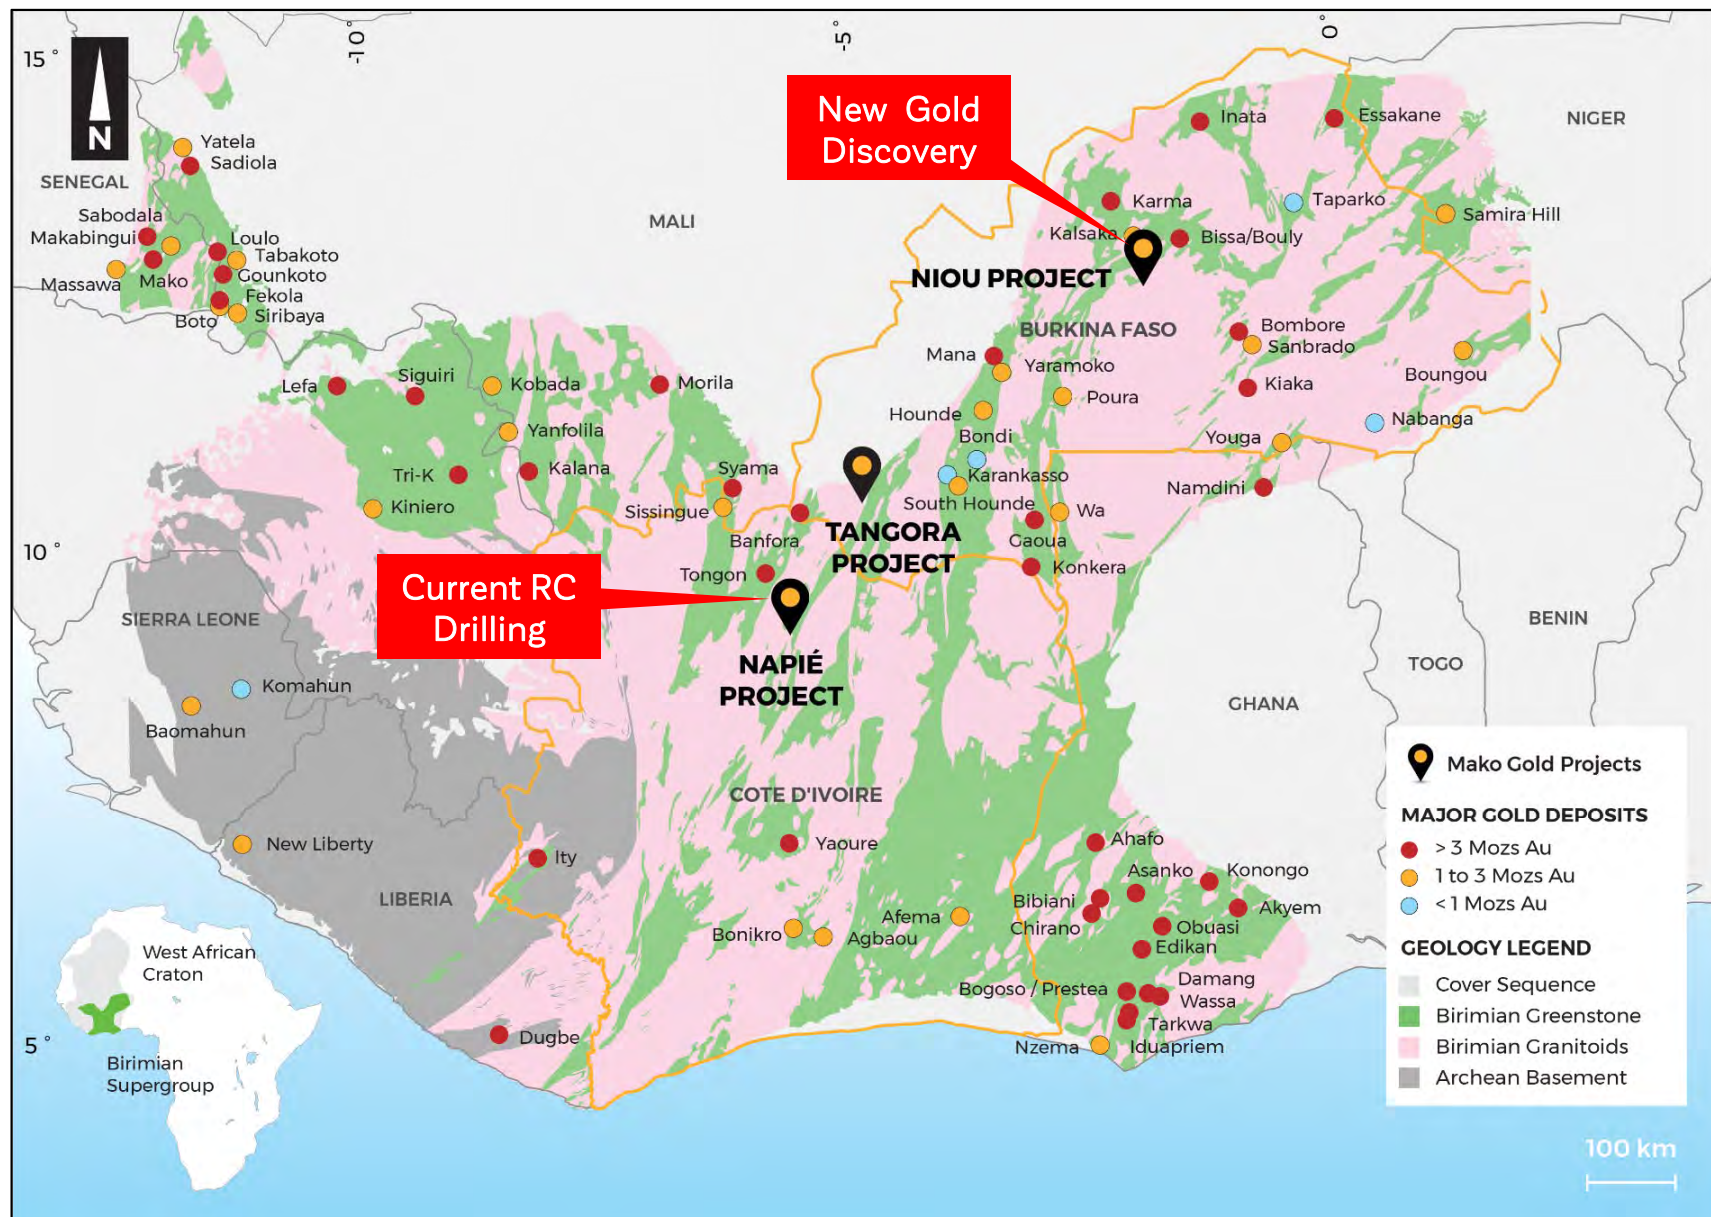 -10°
-5°
0°
15 °
N
New Gold
Discovery
Inata
Essakane
NIGER
Yatela
Sadiola
SENEGAL
MALI
Karma
Taparko
Samira Hill
Sabodala
Makabingui
Loulo
Kalsaka
Bissa/Bouly
Tabakoto
Gounkoto
Massawa
Mako
NIOU PROJECT
Fekola
Boto
Siribaya
BURKINA FASO
Bombore
Sanbrado
Mana
Yaramoko
Boungou
Lefa
Siguiri
Kobada
Morila
Kiaka
Poura
Hounde
Nabanga
Yanfolila
Bondi
Youga
Tri-K
Kalana
Syama
Karankasso
Namdini
Kiniero
Sissingue
South Hounde
Wa
Banfora
TANGORA
PROJECT
Gaoua
10 °
Tongon
Konkera
Current RC
Drilling
SIERRA LEONE
BENIN
NAPIÉ
PROJECT
TOGO
Komahun
GHANA
Baomahun
Mako Gold Projects
COTE D'IVOIRE
MAJOR GOLD DEPOSITS
> 3 Mozs Au
1 to 3 Mozs Au
< 1 Mozs Au
New Liberty
Ity
Yaoure
Ahafo
Asanko
Konongo
LIBERIA
Bibiani
Akyem
Afema
Chirano
Obuasi
Bonikro
Agbaou
Edikan
GEOLOGY LEGEND
Cover Sequence
Birimian Greenstone
Birimian Granitoids
Archean Basement
West African
Craton
Bogoso / Prestea
Damang
Wassa
Tarkwa
5 °
Dugbe
Nzema
Iduapriem
Birimian
Supergroup
100 km